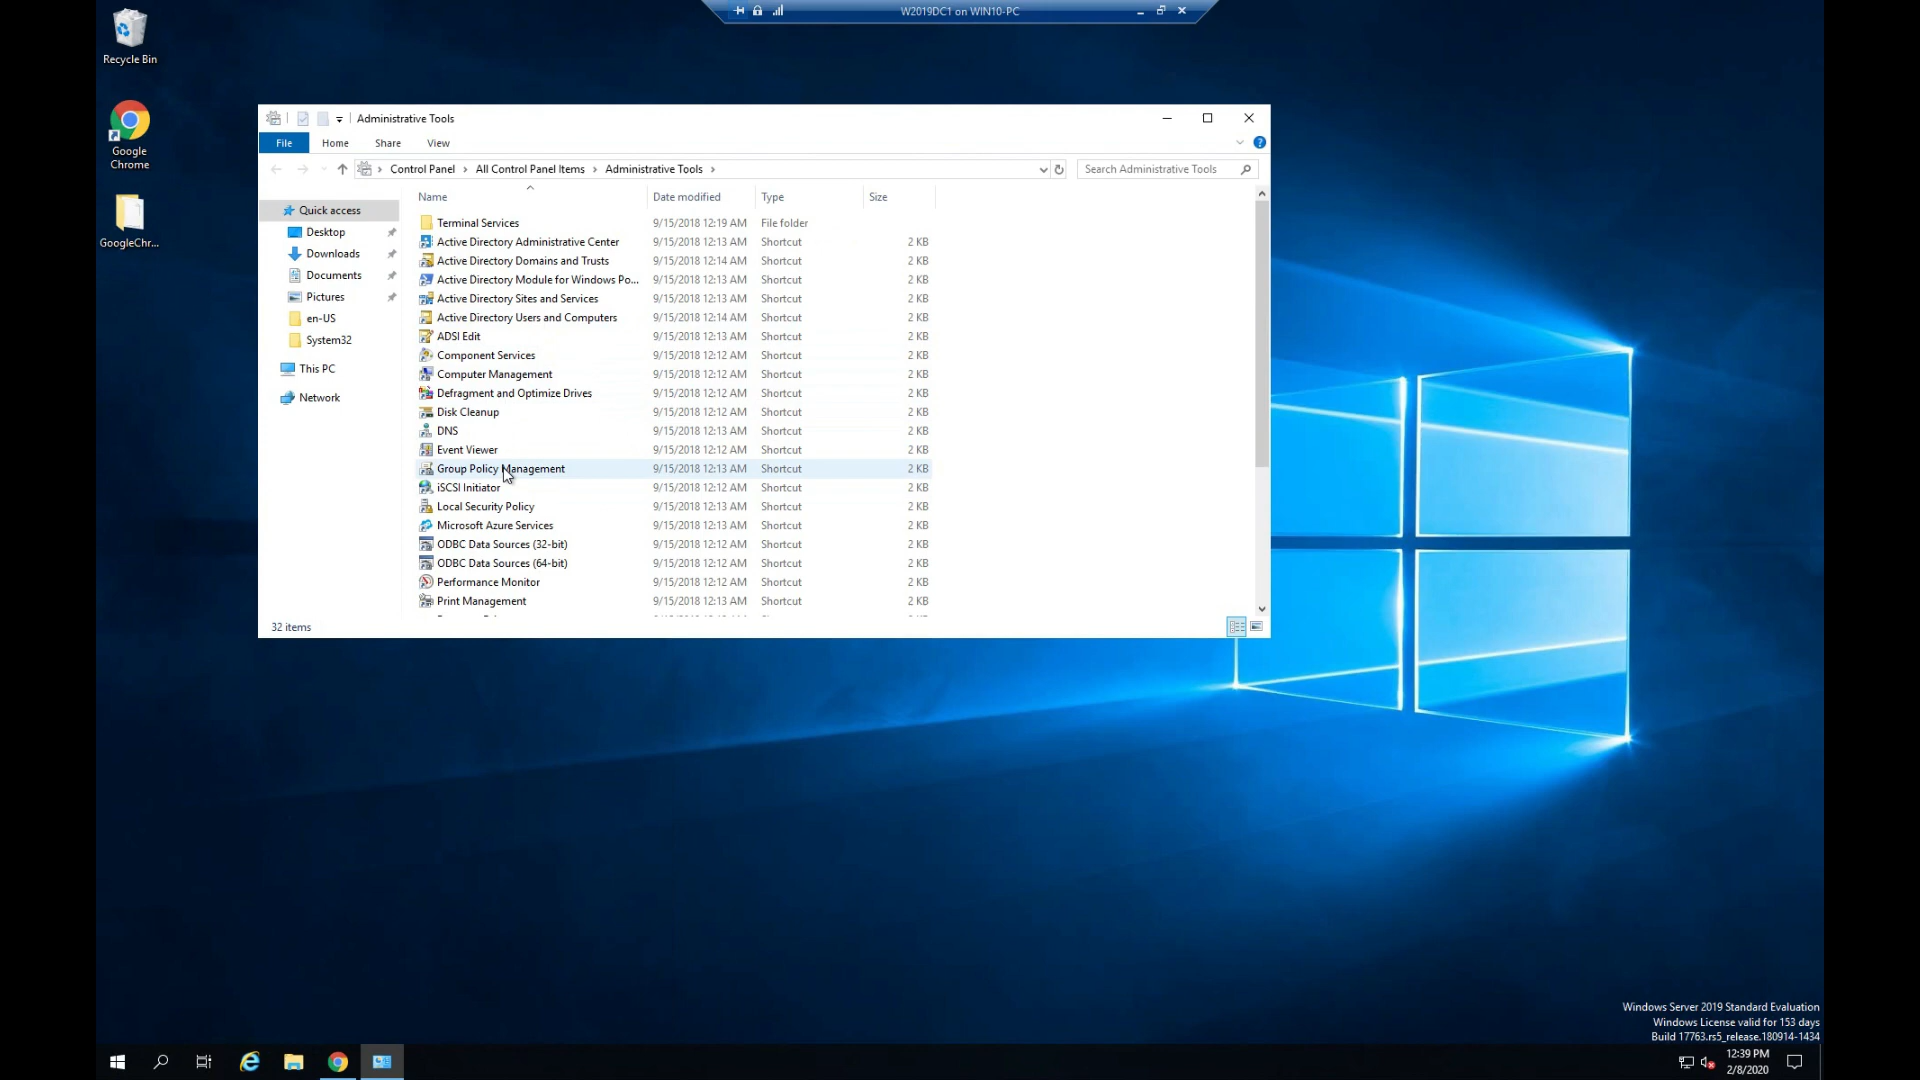 W2019DC1 on WIN10-PC
Recycle Bin
Google
Chrome
GoogleChr...
Administrative Tools
File Home Share View
Control Panel > All Control Panel Items > Administrative Tools >
Search Administrative Tools
Quick access
Desktop
Downloads
Documents
Pictures
en-US
System32
This PC
Network
Name Date modified Type Size
Terminal Services 9/15/2018 12:19 AM File folder
Active Directory Administrative Center 9/15/2018 12:13 AM Shortcut 2 KB
Active Directory Domains and Trusts 9/15/2018 12:14 AM Shortcut 2 KB
Active Directory Module for Windows Po... 9/15/2018 12:13 AM Shortcut 2 KB
Active Directory Sites and Services 9/15/2018 12:13 AM Shortcut 2 KB
Active Directory Users and Computers 9/15/2018 12:14 AM Shortcut 2 KB
ADSI Edit 9/15/2018 12:13 AM Shortcut 2 KB
Component Services 9/15/2018 12:12 AM Shortcut 2 KB
Computer Management 9/15/2018 12:12 AM Shortcut 2 KB
Defragment and Optimize Drives 9/15/2018 12:12 AM Shortcut 2 KB
Disk Cleanup 9/15/2018 12:12 AM Shortcut 2 KB
DNS 9/15/2018 12:13 AM Shortcut 2 KB
Event Viewer 9/15/2018 12:12 AM Shortcut 2 KB
Group Policy Management 9/15/2018 12:13 AM Shortcut 2 KB
iSCSI Initiator 9/15/2018 12:12 AM Shortcut 2 KB
Local Security Policy 9/15/2018 12:13 AM Shortcut 2 KB
Microsoft Azure Services 9/15/2018 12:13 AM Shortcut 2 KB
ODBC Data Sources (32-bit) 9/15/2018 12:12 AM Shortcut 2 KB
ODBC Data Sources (64-bit) 9/15/2018 12:12 AM Shortcut 2 KB
Performance Monitor 9/15/2018 12:12 AM Shortcut 2 KB
Print Management 9/15/2018 12:13 AM Shortcut 2 KB
32 items
Windows Server 2019 Standard Evaluation
Windows License valid for 153 days
Build 17763.rs5_release.180914-1434
12:39 PM
2/8/2020